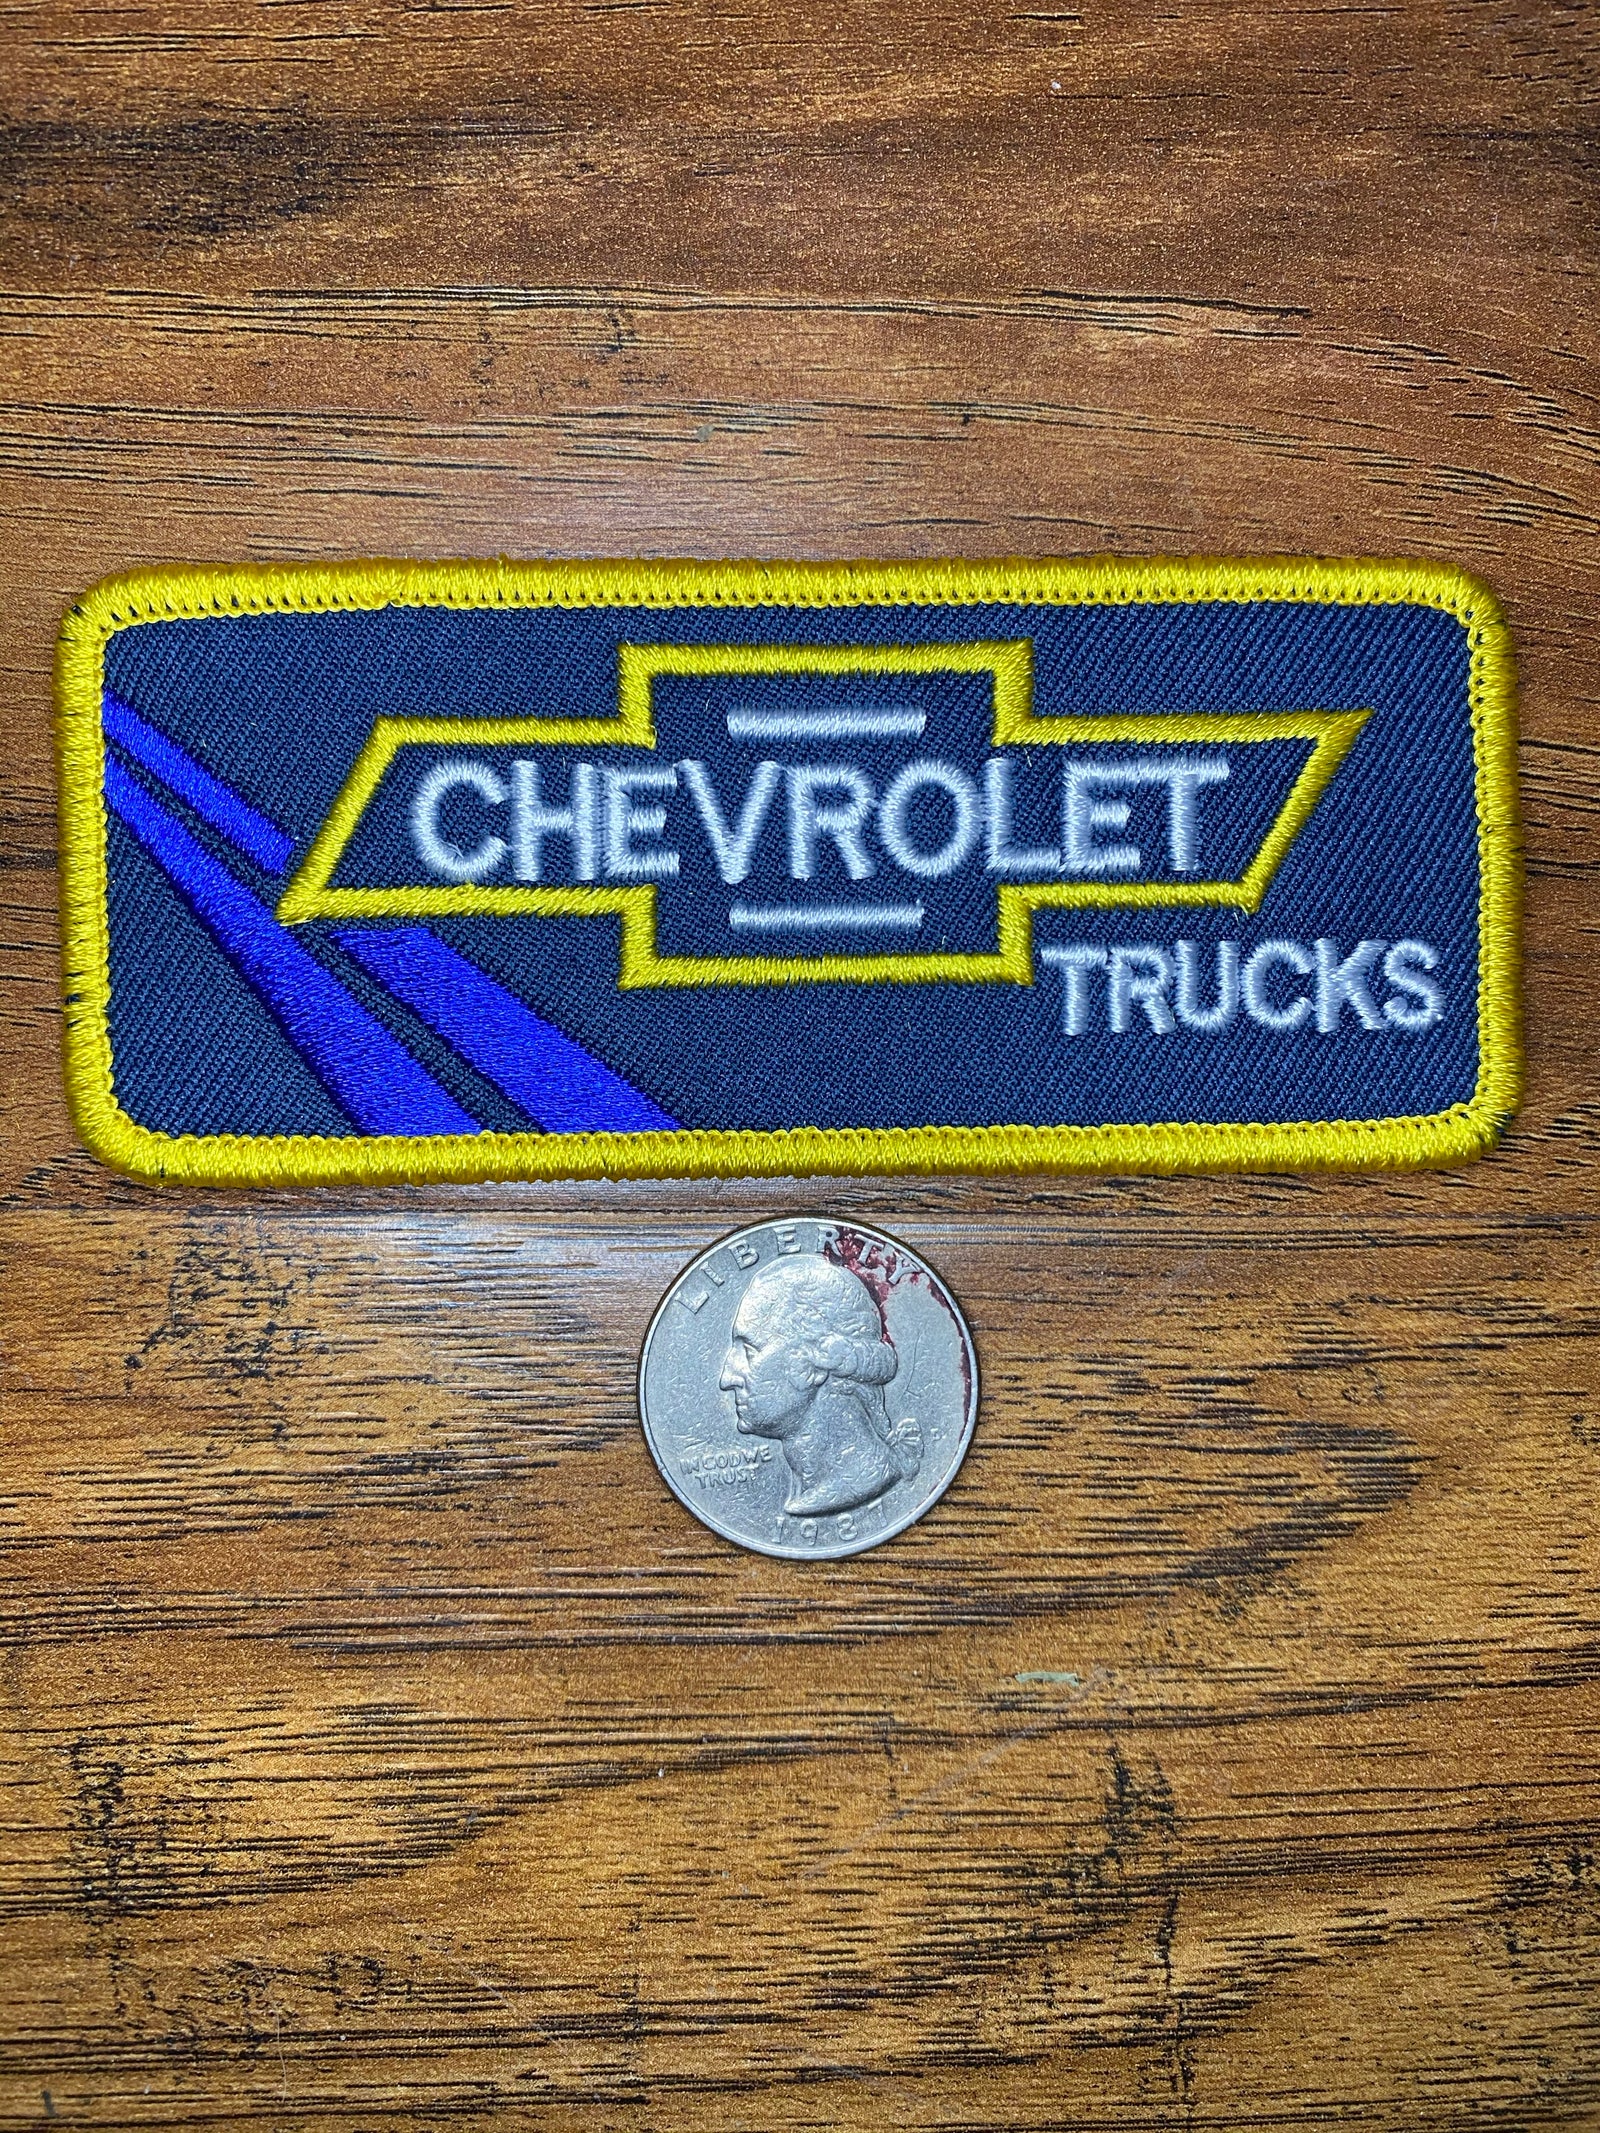 CHEVROLET
TRUCKS
LIBERTY
IN GOD WE
TRUST
D
1987